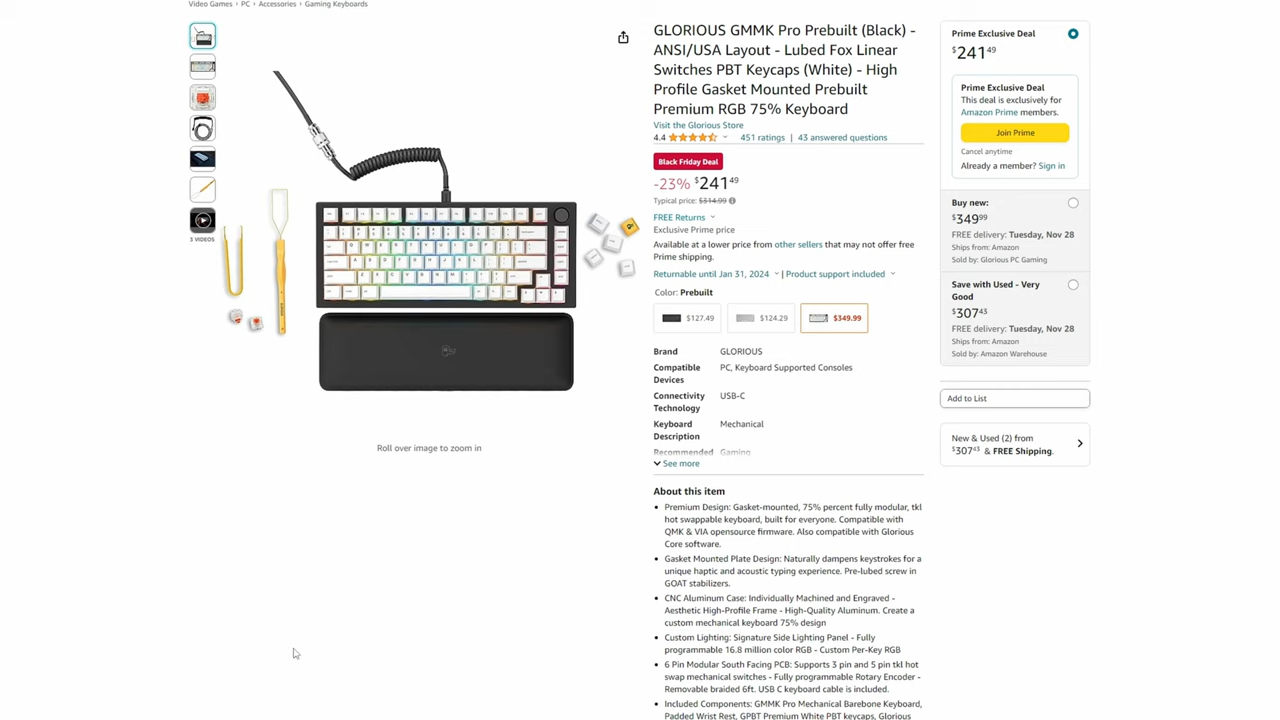 Video Games › PC › Accessories › Gaming Keyboards
3 VIDEOS
Roll over image to zoom in
GLORIOUS GMMK Pro Prebuilt (Black) -
ANSI/USA Layout - Lubed Fox Linear
Switches PBT Keycaps (White) - High
Profile Gasket Mounted Prebuilt
Premium RGB 75% Keyboard
Visit the Glorious Store
4.4 451 ratings | 43 answered questions
Black Friday Deal
-23% $241 49
Typical price: $314.99
FREE Returns
Exclusive Prime price
Available at a lower price from other sellers that may not offer free
Prime shipping.
Returnable until Jan 31, 2024 | Product support included
Color: Prebuilt
$127.49 $124.29 $349.99
Brand GLORIOUS
Compatible PC, Keyboard Supported Consoles
Devices
Connectivity USB-C
Technology
Keyboard Mechanical
Description
Recommended Gaming
See more
About this item
• Premium Design: Gasket-mounted, 75% percent fully modular, tkl
hot swappable keyboard, built for everyone. Compatible with
QMK & VIA opensource firmware. Also compatible with Glorious
Core software.
• Gasket Mounted Plate Design: Naturally dampens keystrokes for a
unique haptic and acoustic typing experience. Pre-lubed screw in
GOAT stabilizers.
• CNC Aluminum Case: Individually Machined and Engraved -
Aesthetic High-Profile Frame - High-Quality Aluminum. Create a
custom mechanical keyboard 75% design
• Custom Lighting: Signature Side Lighting Panel - Fully
programmable 16.8 million color RGB - Custom Per-Key RGB
• 6 Pin Modular South Facing PCB: Supports 3 pin and 5 pin tkl hot
swap mechanical switches - Fully programmable Rotary Encoder -
Removable braided 6ft. USB C keyboard cable is included.
• Included Components: GMMK Pro Mechanical Barebone Keyboard,
Padded Wrist Rest, GPBT Premium White PBT keycaps, Glorious
Prime Exclusive Deal
$241 49
Prime Exclusive Deal
This deal is exclusively for
Amazon Prime members.
Join Prime
Cancel anytime
Already a member? Sign in
Buy new:
$349 99
FREE delivery: Tuesday, Nov 28
Ships from: Amazon
Sold by: Glorious PC Gaming
Save with Used - Very
Good
$307 43
FREE delivery: Tuesday, Nov 28
Ships from: Amazon
Sold by: Amazon Warehouse
Add to List
New & Used (2) from
$307 43 & FREE Shipping.